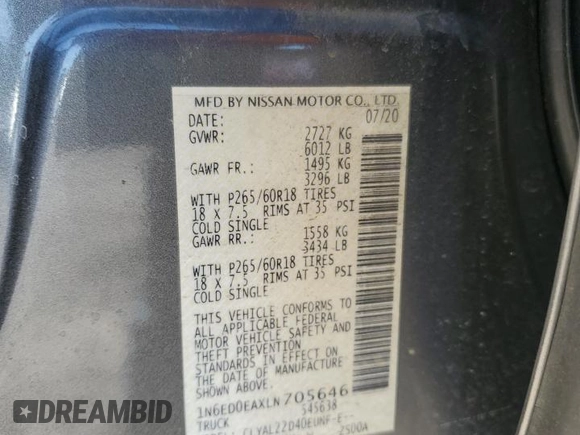 MFD BY NISSAN MOTOR CO., LTD.
DATE: 07/20
GVWR: 2727 KG
6012 LB
GAWR FR.: 1495 KG
3296 LB
WITH P265/60R18 TIRES
18 X 7.5 RIMS AT 35 PSI
COLD SINGLE
GAWR RR.: 1558 KG
3434 LB
WITH P265/60R18 TIRES
18 X 7.5 RIMS AT 35 PSI
COLD SINGLE
THIS VEHICLE CONFORMS TO
ALL APPLICABLE FEDERAL
MOTOR VEHICLE SAFETY AND
THEFT PREVENTION
STANDARDS IN EFFECT ON
THE DATE OF MANUFACTURE.
1N6ED0EAXLN705646
TRUCK 545638
CLYALZZD40EUNF-E--
2500A
DREAMBID